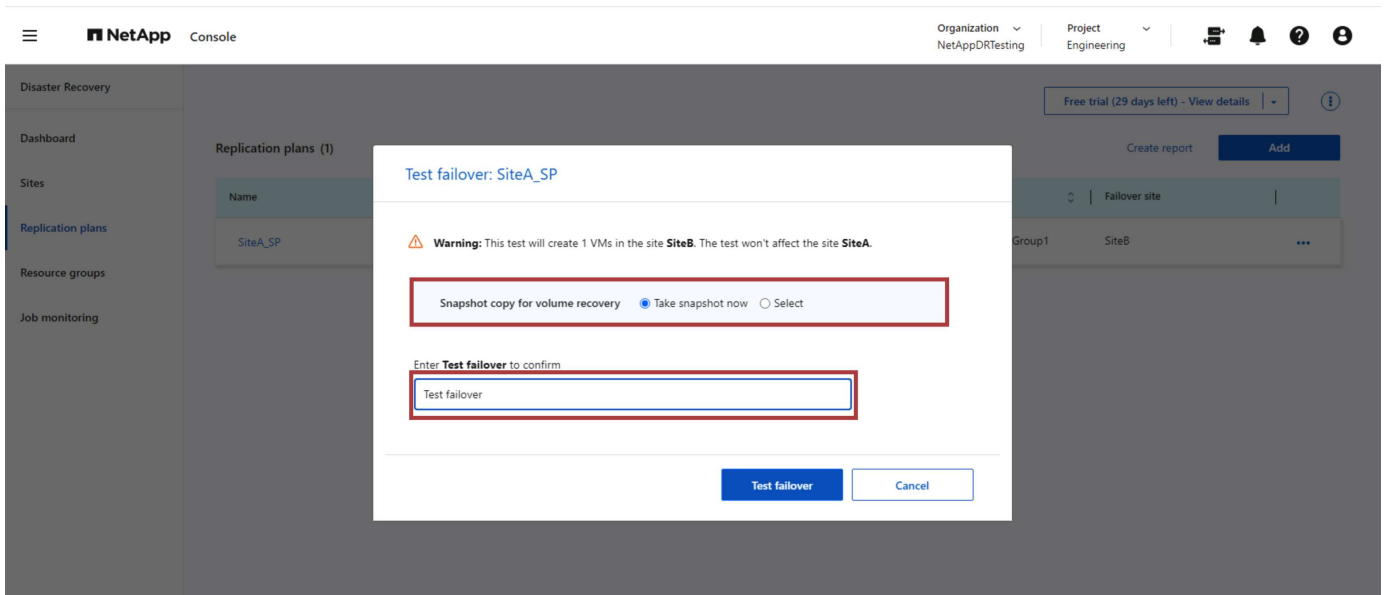 NetApp Console
Organization
NetAppDRTesting
Project
Engineering
Disaster Recovery
Free trial (29 days left) - View details
Dashboard
Replication plans (1)
Create report
Add
Sites
Name
Failover site
Replication plans
SiteA_SP
Group1
SiteB
Resource groups
Job monitoring
Test failover: SiteA_SP
Warning: This test will create 1 VMs in the site SiteB. The test won't affect the site SiteA.
Snapshot copy for volume recovery Take snapshot now Select
Enter Test failover to confirm
Test failover
Test failover Cancel